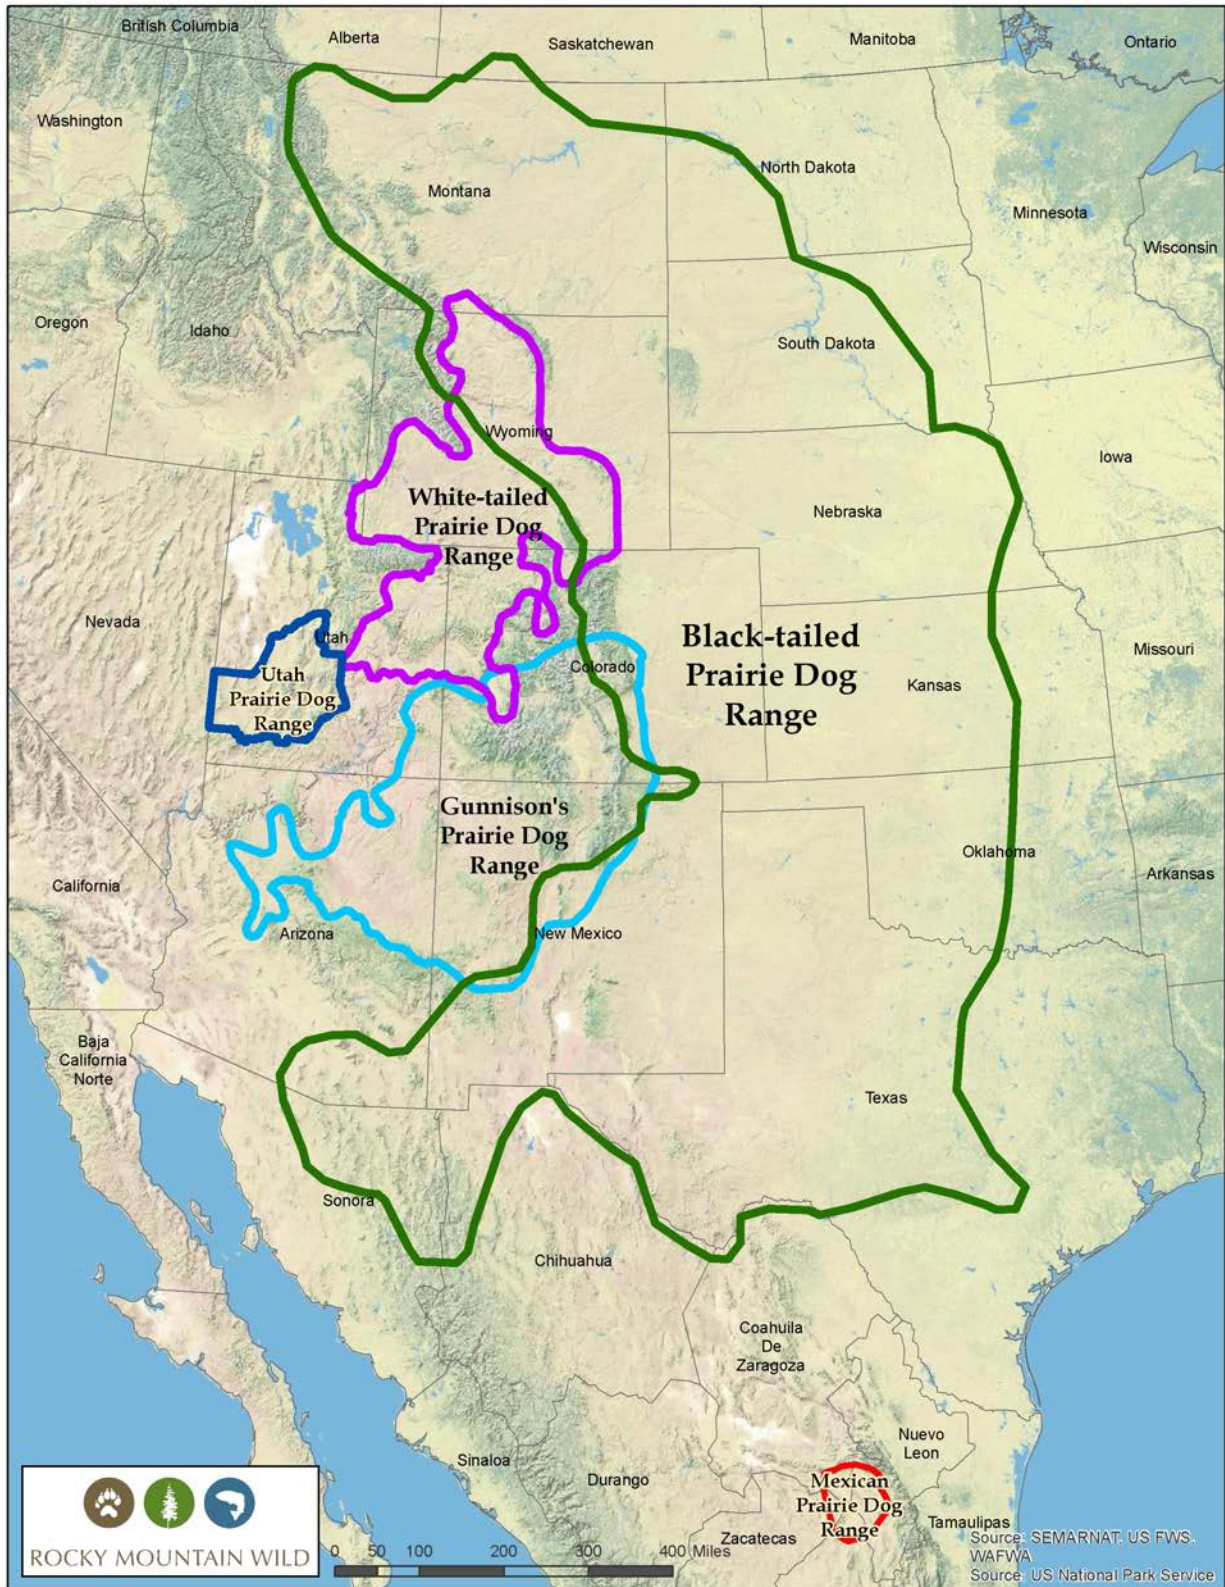 British Columbia
Alberta
Saskatchewan
Manitoba
Ontario
Washington
Montana
North Dakota
Minnesota
Wisconsin
Oregon
Idaho
South Dakota
Wyoming
Iowa
White-tailed
Prairie Dog
Range
Nebraska
Nevada
Utah
Utah
Prairie Dog
Range
Colorado
Black-tailed
Prairie Dog
Range
Kansas
Missouri
Gunnison's
Prairie Dog
Range
Oklahoma
Arkansas
California
Arizona
New Mexico
Baja
California
Norte
Texas
Sonora
Chihuahua
Coahuila
De
Zaragoza
Nuevo
Leon
Sinaloa
Durango
Mexican
Prairie Dog
Range
Zacatecas
Tamaulipas
ROCKY MOUNTAIN WILD
0 50 100 200 300 400 Miles
Source: SEMARNAT, US FWS,
WAFWA
Source: US National Park Service